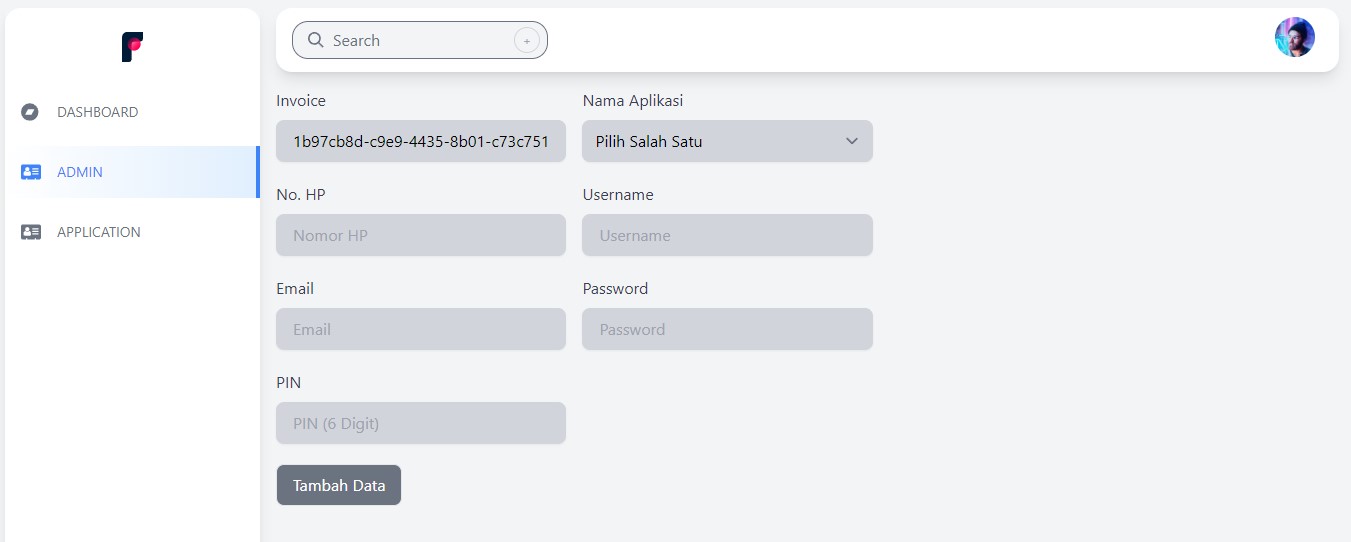 Search
+
DASHBOARD
ADMIN
APPLICATION
Invoice
Nama Aplikasi
1b97cb8d-c9e9-4435-8b01-c73c751
Pilih Salah Satu
No. HP
Username
Nomor HP
Username
Email
Password
Email
Password
PIN
PIN (6 Digit)
Tambah Data